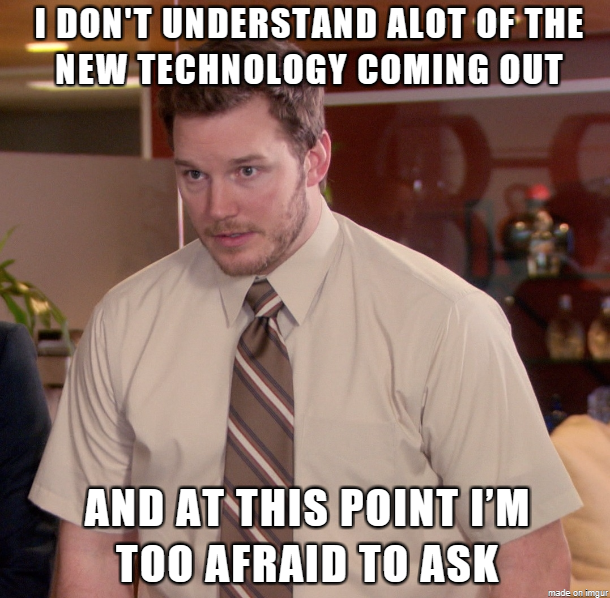 I DON'T UNDERSTAND ALOT OF THE
NEW TECHNOLOGY COMING OUT
AND AT THIS POINT I’M
TOO AFRAID TO ASK
made on imgur